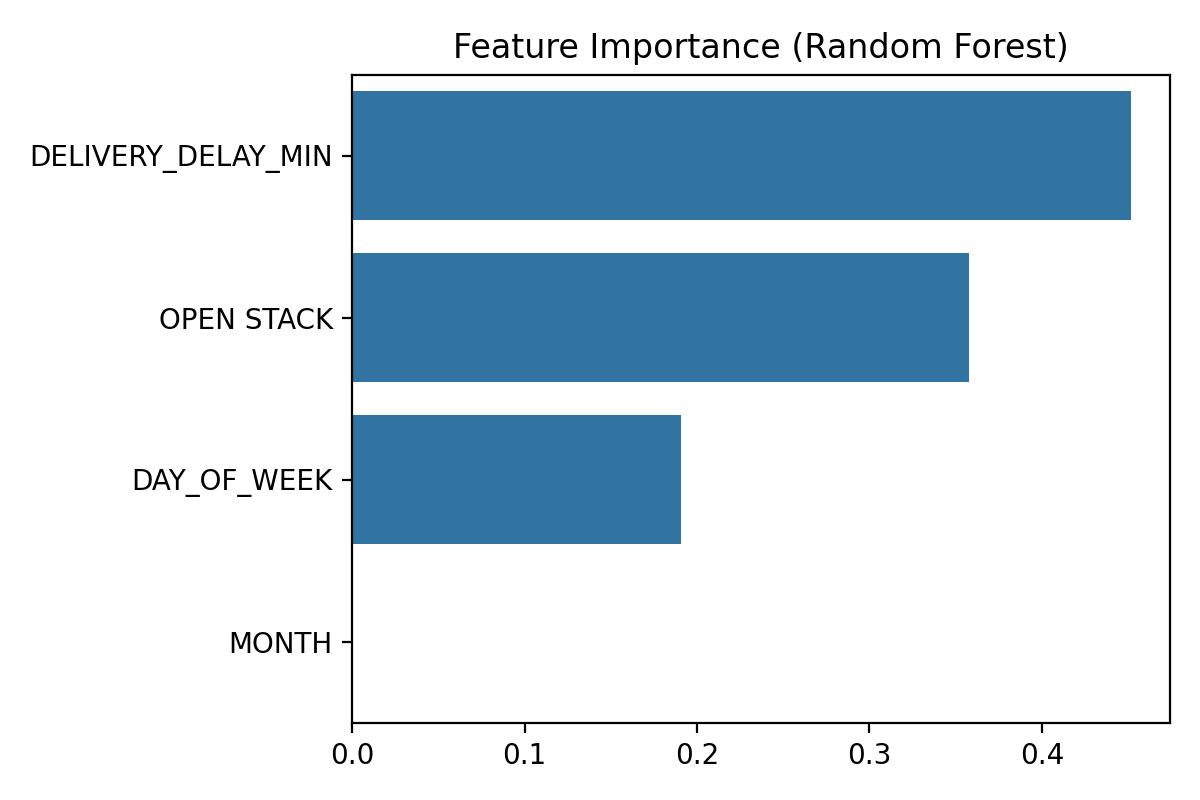 Feature Importance (Random Forest)
DELIVERY_DELAY_MIN
OPEN STACK
DAY_OF_WEEK
MONTH
0.0 0.1 0.2 0.3 0.4